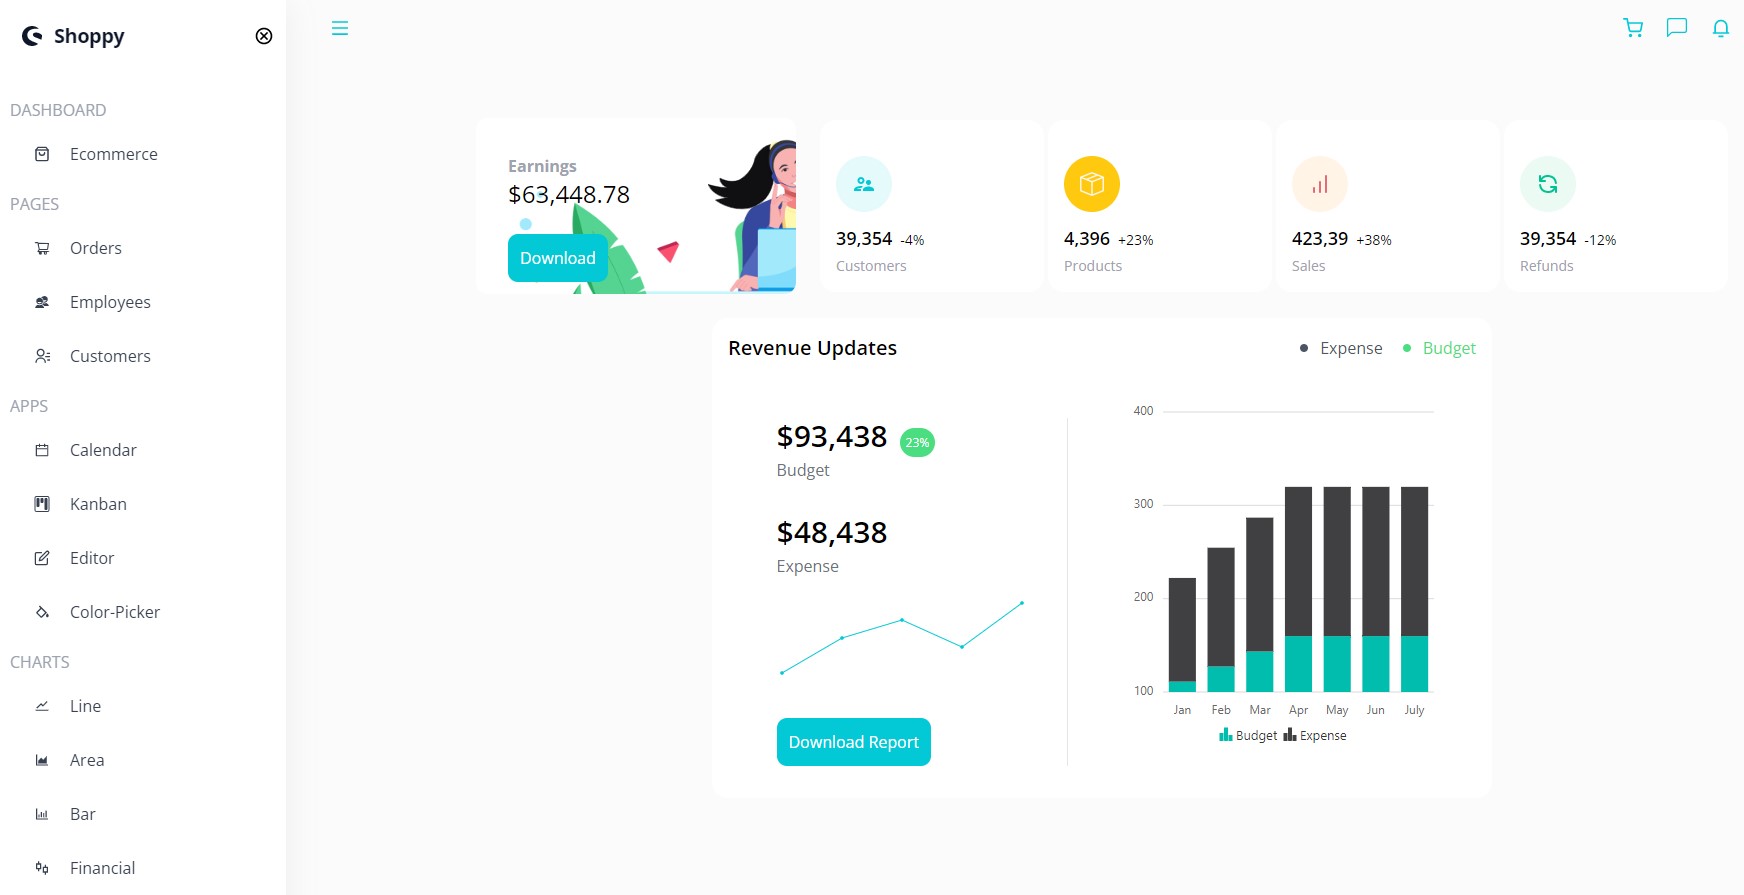 Shoppy
DASHBOARD
Ecommerce
PAGES
Orders
Employees
Customers
APPS
Calendar
Kanban
Editor
Color-Picker
CHARTS
Line
Area
Bar
Financial
Earnings
$63,448.78
Download
39,354 -4%
Customers
4,396 +23%
Products
423,39 +38%
Sales
39,354 -12%
Refunds
Revenue Updates
Expense
Budget
$93,438 23%
Budget
$48,438
Expense
Download Report
400
300
200
100
Jan Feb Mar Apr May Jun July
Budget Expense